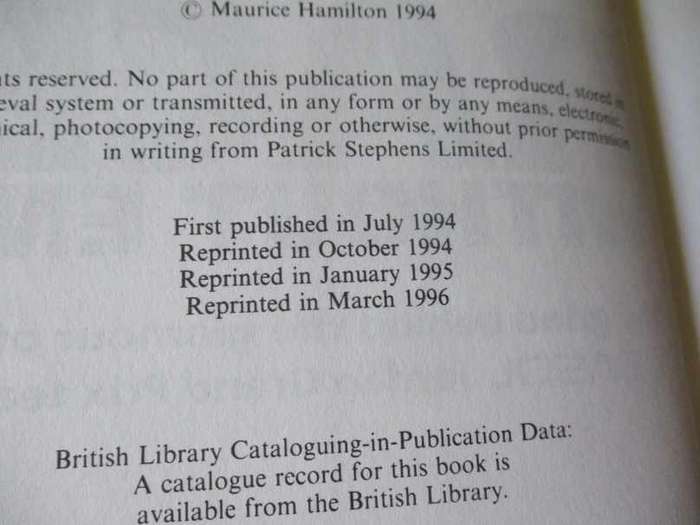 © Maurice Hamilton 1994
reserved. No part of this publication may be reproduced, stored in
system or transmitted, in any form or by any means, electronic,
photocopying, recording or otherwise, without prior permission
in writing from Patrick Stephens Limited.
First published in July 1994
Reprinted in October 1994
Reprinted in January 1995
Reprinted in March 1996
British Library Cataloguing-in-Publication Data:
A catalogue record for this book is
available from the British Library.